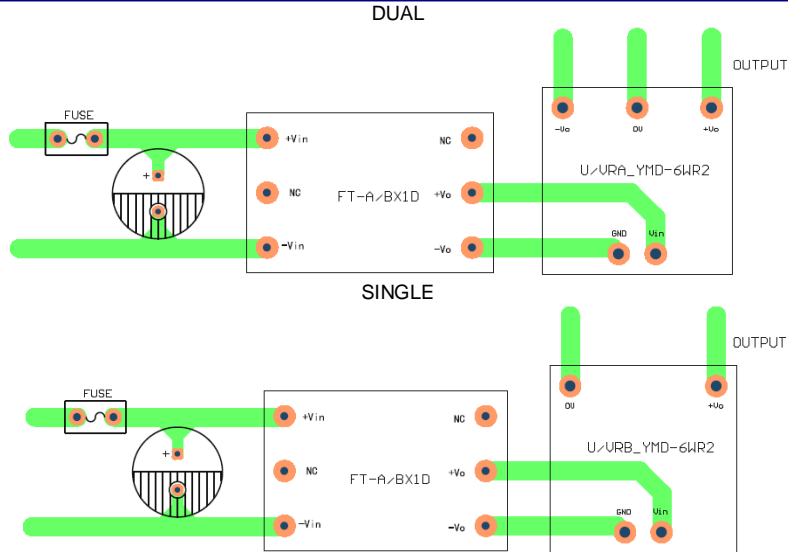 DUAL
OUTPUT
FUSE
-Vo 0V +Vo
+Vin NC
U/VRA_YMD-6WR2
+
NC FT-A/BX1D +Vo
GND Vin
-Vin -Vo
SINGLE
OUTPUT
FUSE
0V +Vo
+Vin NC
U/VRB_YMD-6WR2
+
NC FT-A/BX1D +Vo
GND Vin
-Vin -Vo